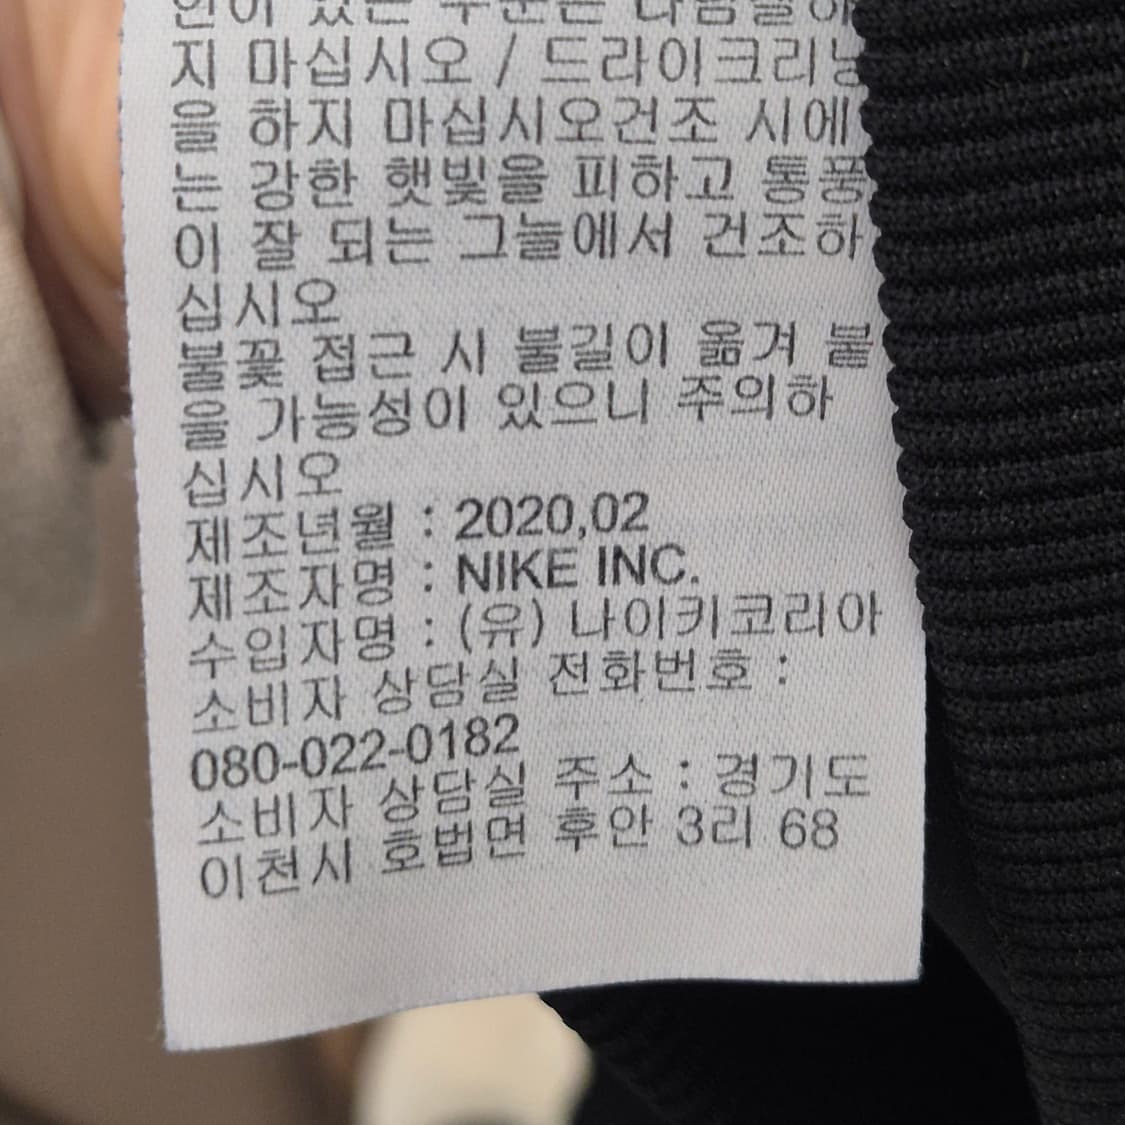 지 마십시오 / 드라이크리닝
을 하지 마십시오건조 시에
는 강한 햇빛을 피하고 통풍
이 잘 되는 그늘에서 건조하
십시오
불꽃 접근 시 불길이 옮겨 붙
을 가능성이 있으니 주의하
십시오
제조년월 : 2020,02
제조자명 : NIKE INC.
수입자명 : (유) 나이키코리아
소비자 상담실 전화번호 :
080-022-0182
소비자 상담실 주소 : 경기도
이천시 호법면 후안 3리 68